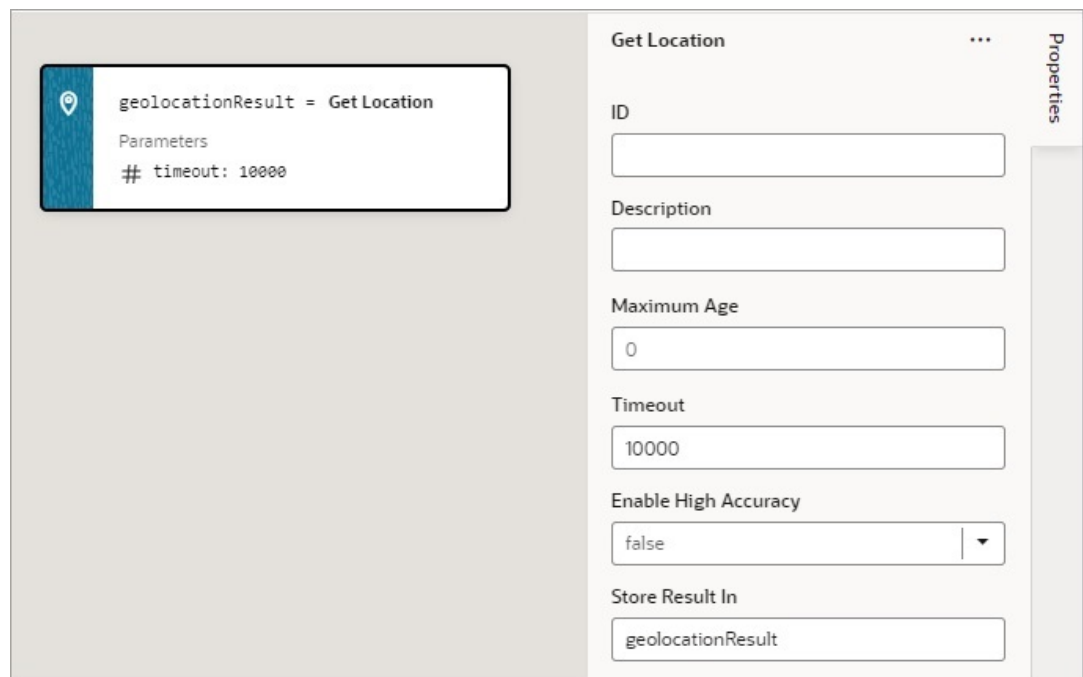 geolocationResult = Get Location
Parameters
# timeout: 10000
Get Location
...
Properties
ID
Description
Maximum Age
0
Timeout
10000
Enable High Accuracy
false
Store Result In
geolocationResult